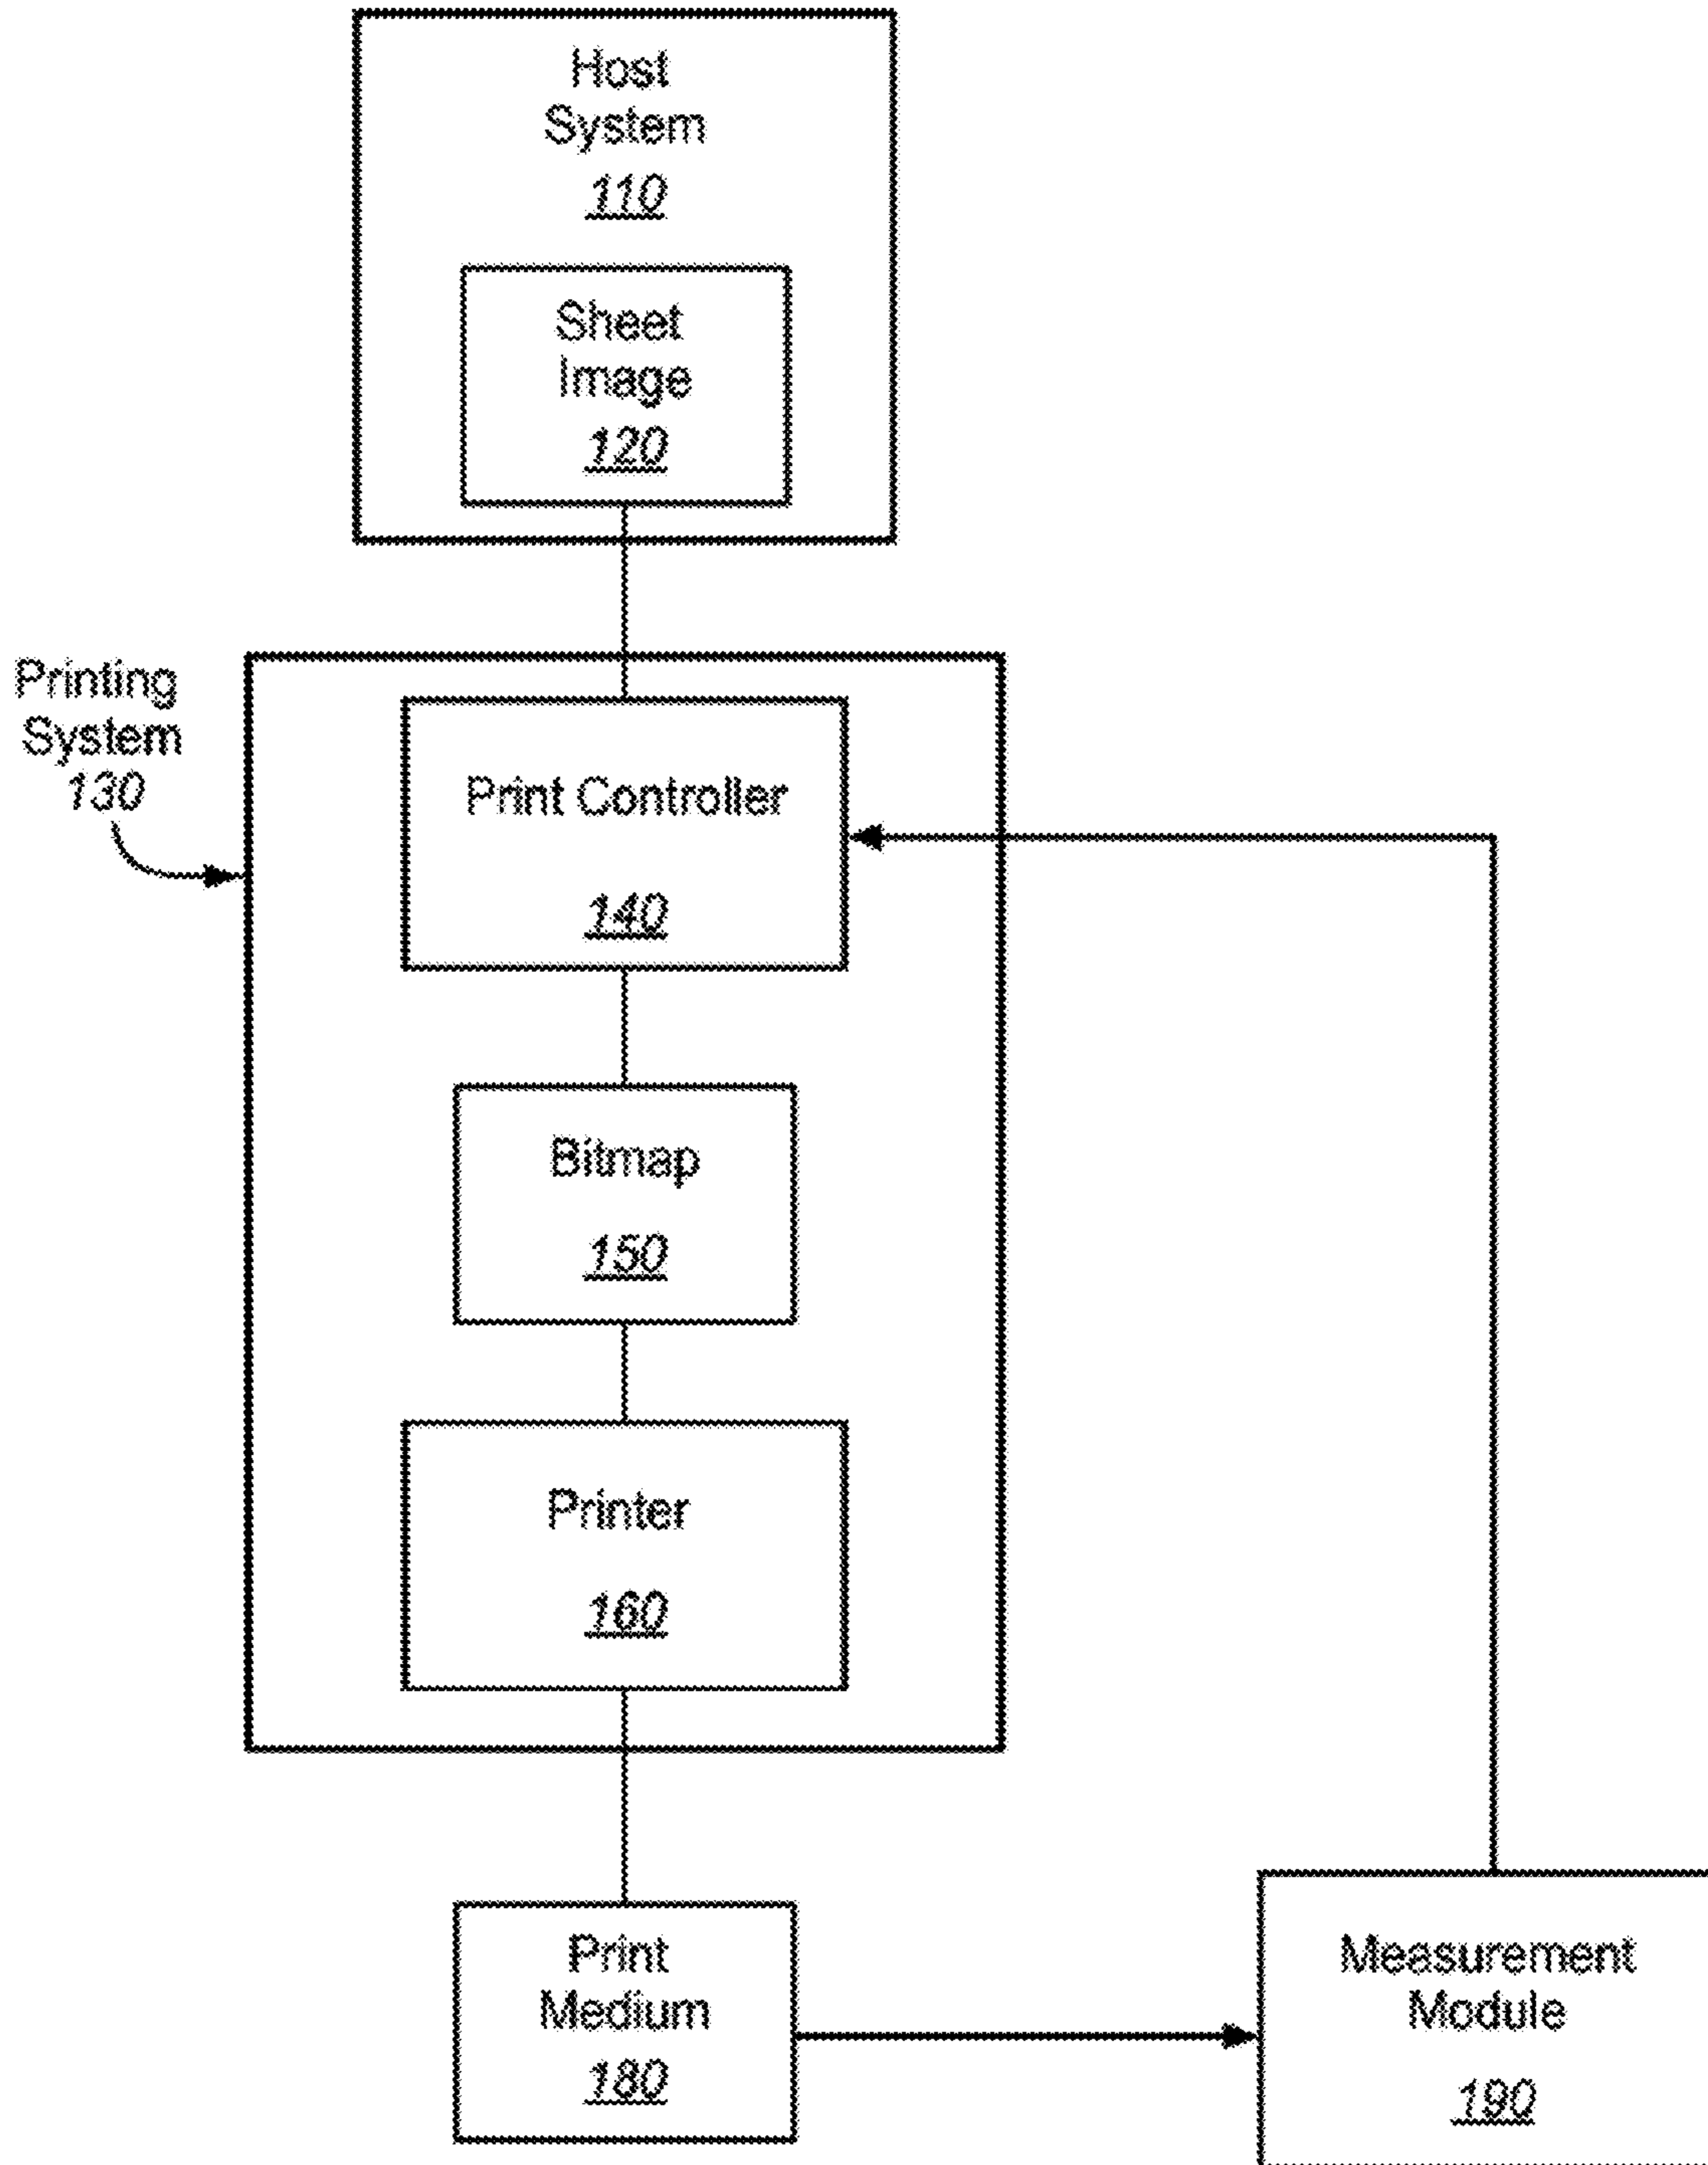 Host
System
110
Sheet
Image
120
Printing
System
130
Print Controller
140
Bitmap
150
Printer
160
Print
Medium
180
Measurement
Module
190